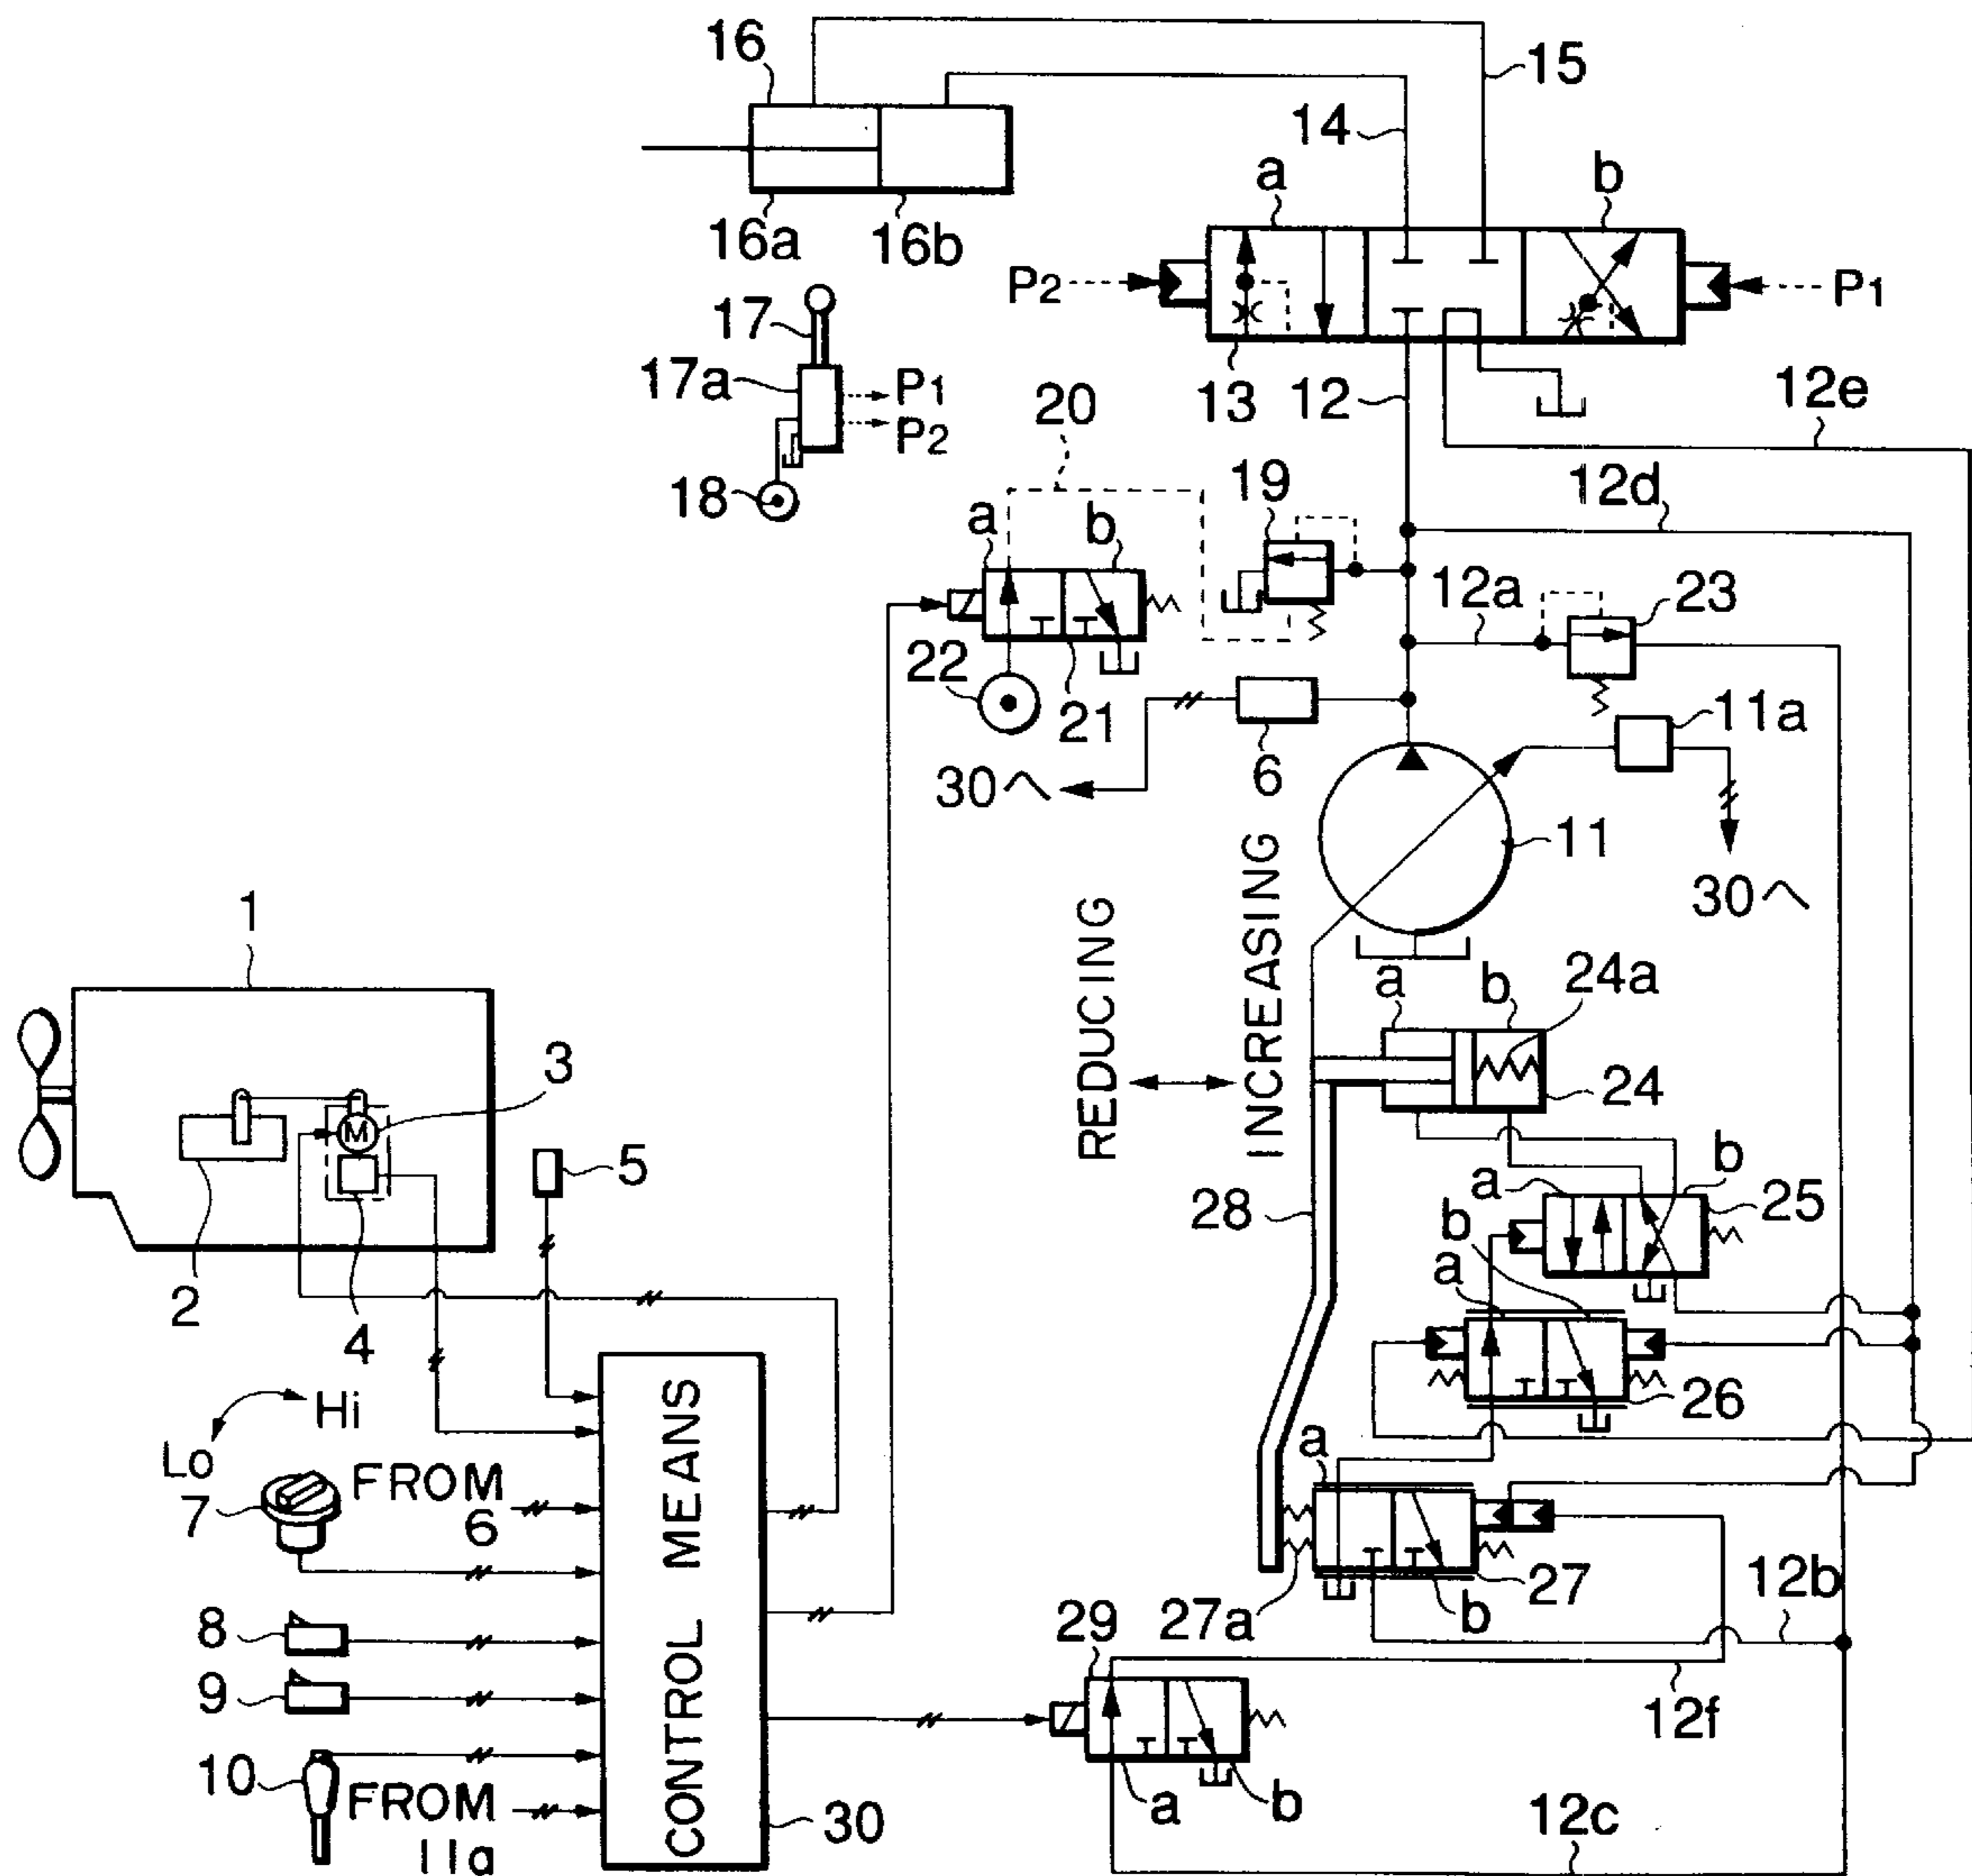 16
15
14
a
b
16a
16b
P2
P1
17
17a
P1
P2
13
12
12e
20
18
19
12d
a
b
12a
23
22
21
11a
6
30へ
11
30へ
1
REDUCING
INCREASING
a
b
24a
3
24
M
5
b
a
25
28
b
a
2
4
26
Hi
Lo
a
FROM
6
7
CONTROL MEANS
27
12b
27a
b
8
29
9
12f
10
FROM
11a
30
a
b
12c